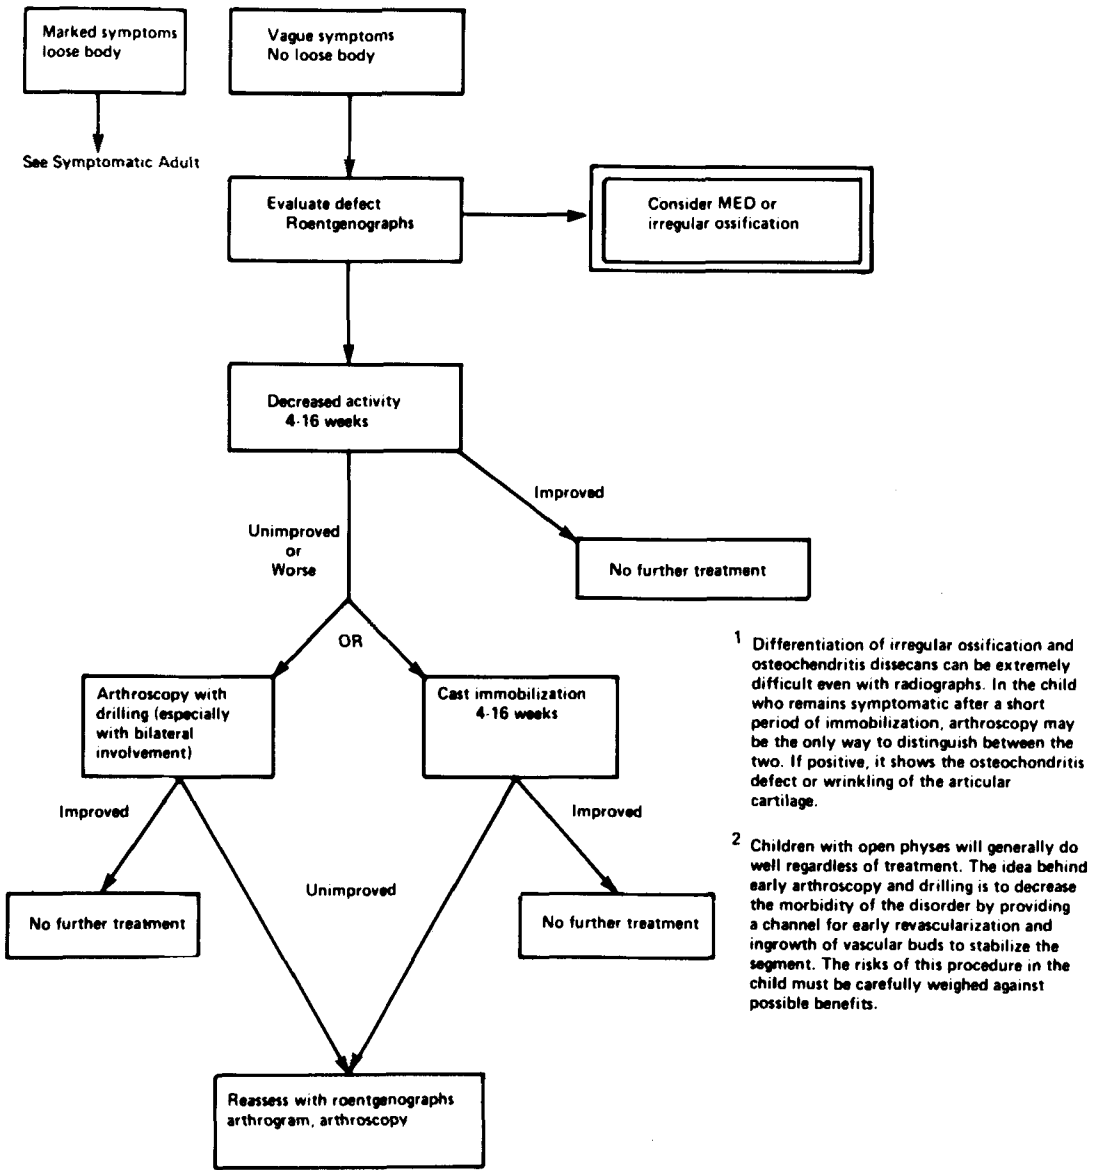 Marked symptoms
loose body
Vague symptoms
No loose body
See Symptomatic Adult
Evaluate defect
Roentgenographs
Consider MED or
irregular ossification
Decreased activity
4-16 weeks
Improved
Unimproved
or
Worse
No further treatment
OR
Arthroscopy with
drilling (especially
with bilateral
involvement)
Cast immobilization
4-16 weeks
Improved
Improved
Unimproved
No further treatment
No further treatment
Reassess with roentgenographs
arthrogram, arthroscopy
1 Differentiation of irregular ossification and
osteochendritis dissecans can be extremely
difficult even with radiographs. In the child
who remains symptomatic after a short
period of immobilization, arthroscopy may
be the only way to distinguish between the
two. If positive, it shows the osteochondritis
defect or wrinkling of the articular
cartilage.
2 Children with open physes will generally do
well regardless of treatment. The idea behind
early arthroscopy and drilling is to decrease
the morbidity of the disorder by providing
a channel for early revascularization and
ingrowth of vascular buds to stabilize the
segment. The risks of this procedure in the
child must be carefully weighed against
possible benefits.